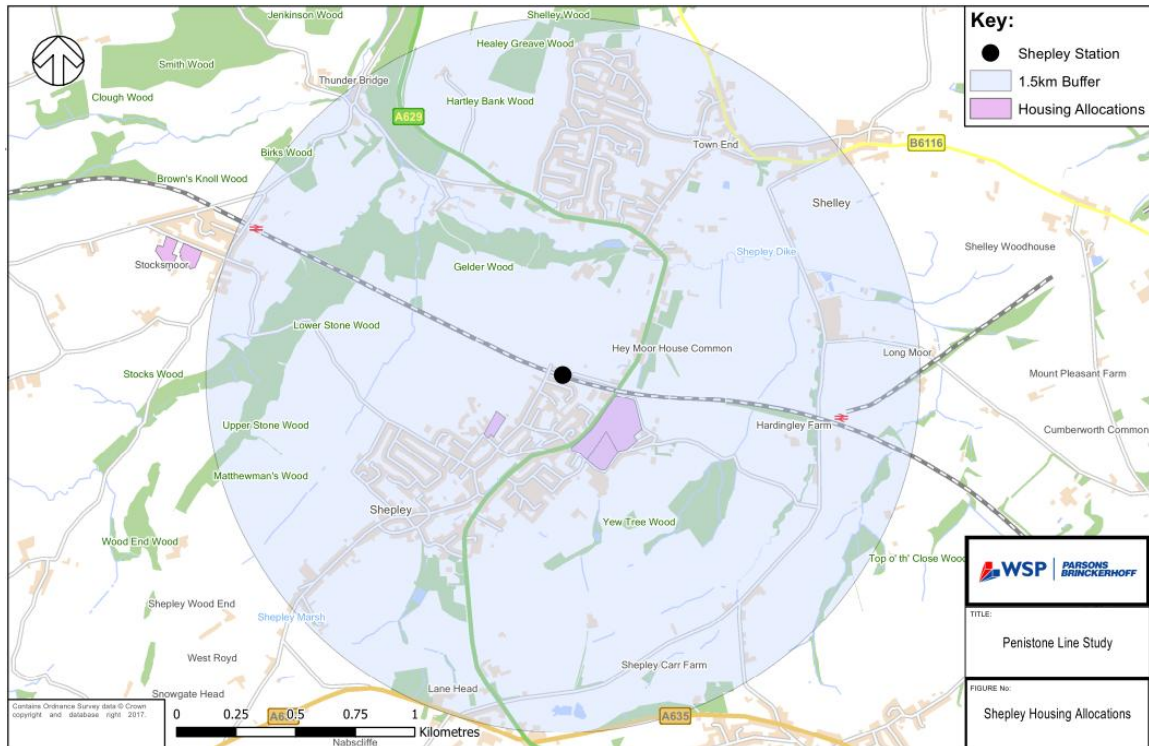 Jenkinson Wood
Shelley Wood
Key:
Healey Greave Wood
Shepley Station
Smith Wood
Thunder Bridge
1.5km Buffer
Clough Wood
Hartley Bank Wood
Housing Allocations
A629
Town End
B6116
Birks Wood
Brown's Knoll Wood
Shelley
Shelley Woodhouse
Shepley Dike
Stocksmoor
Gelder Wood
Lower Stone Wood
Hey Moor House Common
Long Moor
Stocks Wood
Mount Pleasant Farm
Upper Stone Wood
Hardingley Farm
Cumberworth Common
Matthewman's Wood
Shepley
Yew Tree Wood
Wood End Wood
Top o' th' Close Wood
WSP | PARSONS BRINCKERHOFF
Shepley Wood End
Shepley Marsh
TITLE:
Penistone Line Study
West Royd
Shepley Carr Farm
Snowgate Head
Lane Head
FIGURE No:
Shepley Housing Allocations
Contains Ordnance Survey data © Crown
copyright and database right 2017.
0 0.25 0.5 0.75 1
Kilometres
A635
Nabscliffe